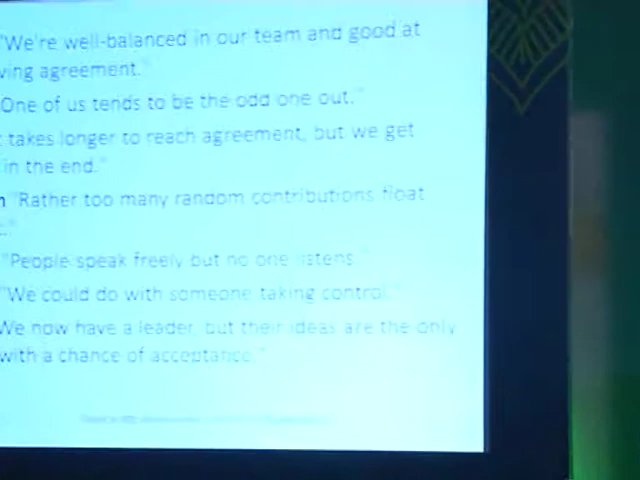 "We're well-balanced in our team and good at
ving agreement."
One of us tends to be the odd one out."
takes longer to reach agreement, but we get
in the end."
"Rather too many random contributions float
"People speak freely but no one listens."
"We could do with someone taking control."
We now have a leader, but their ideas are the only
with a chance of acceptance."